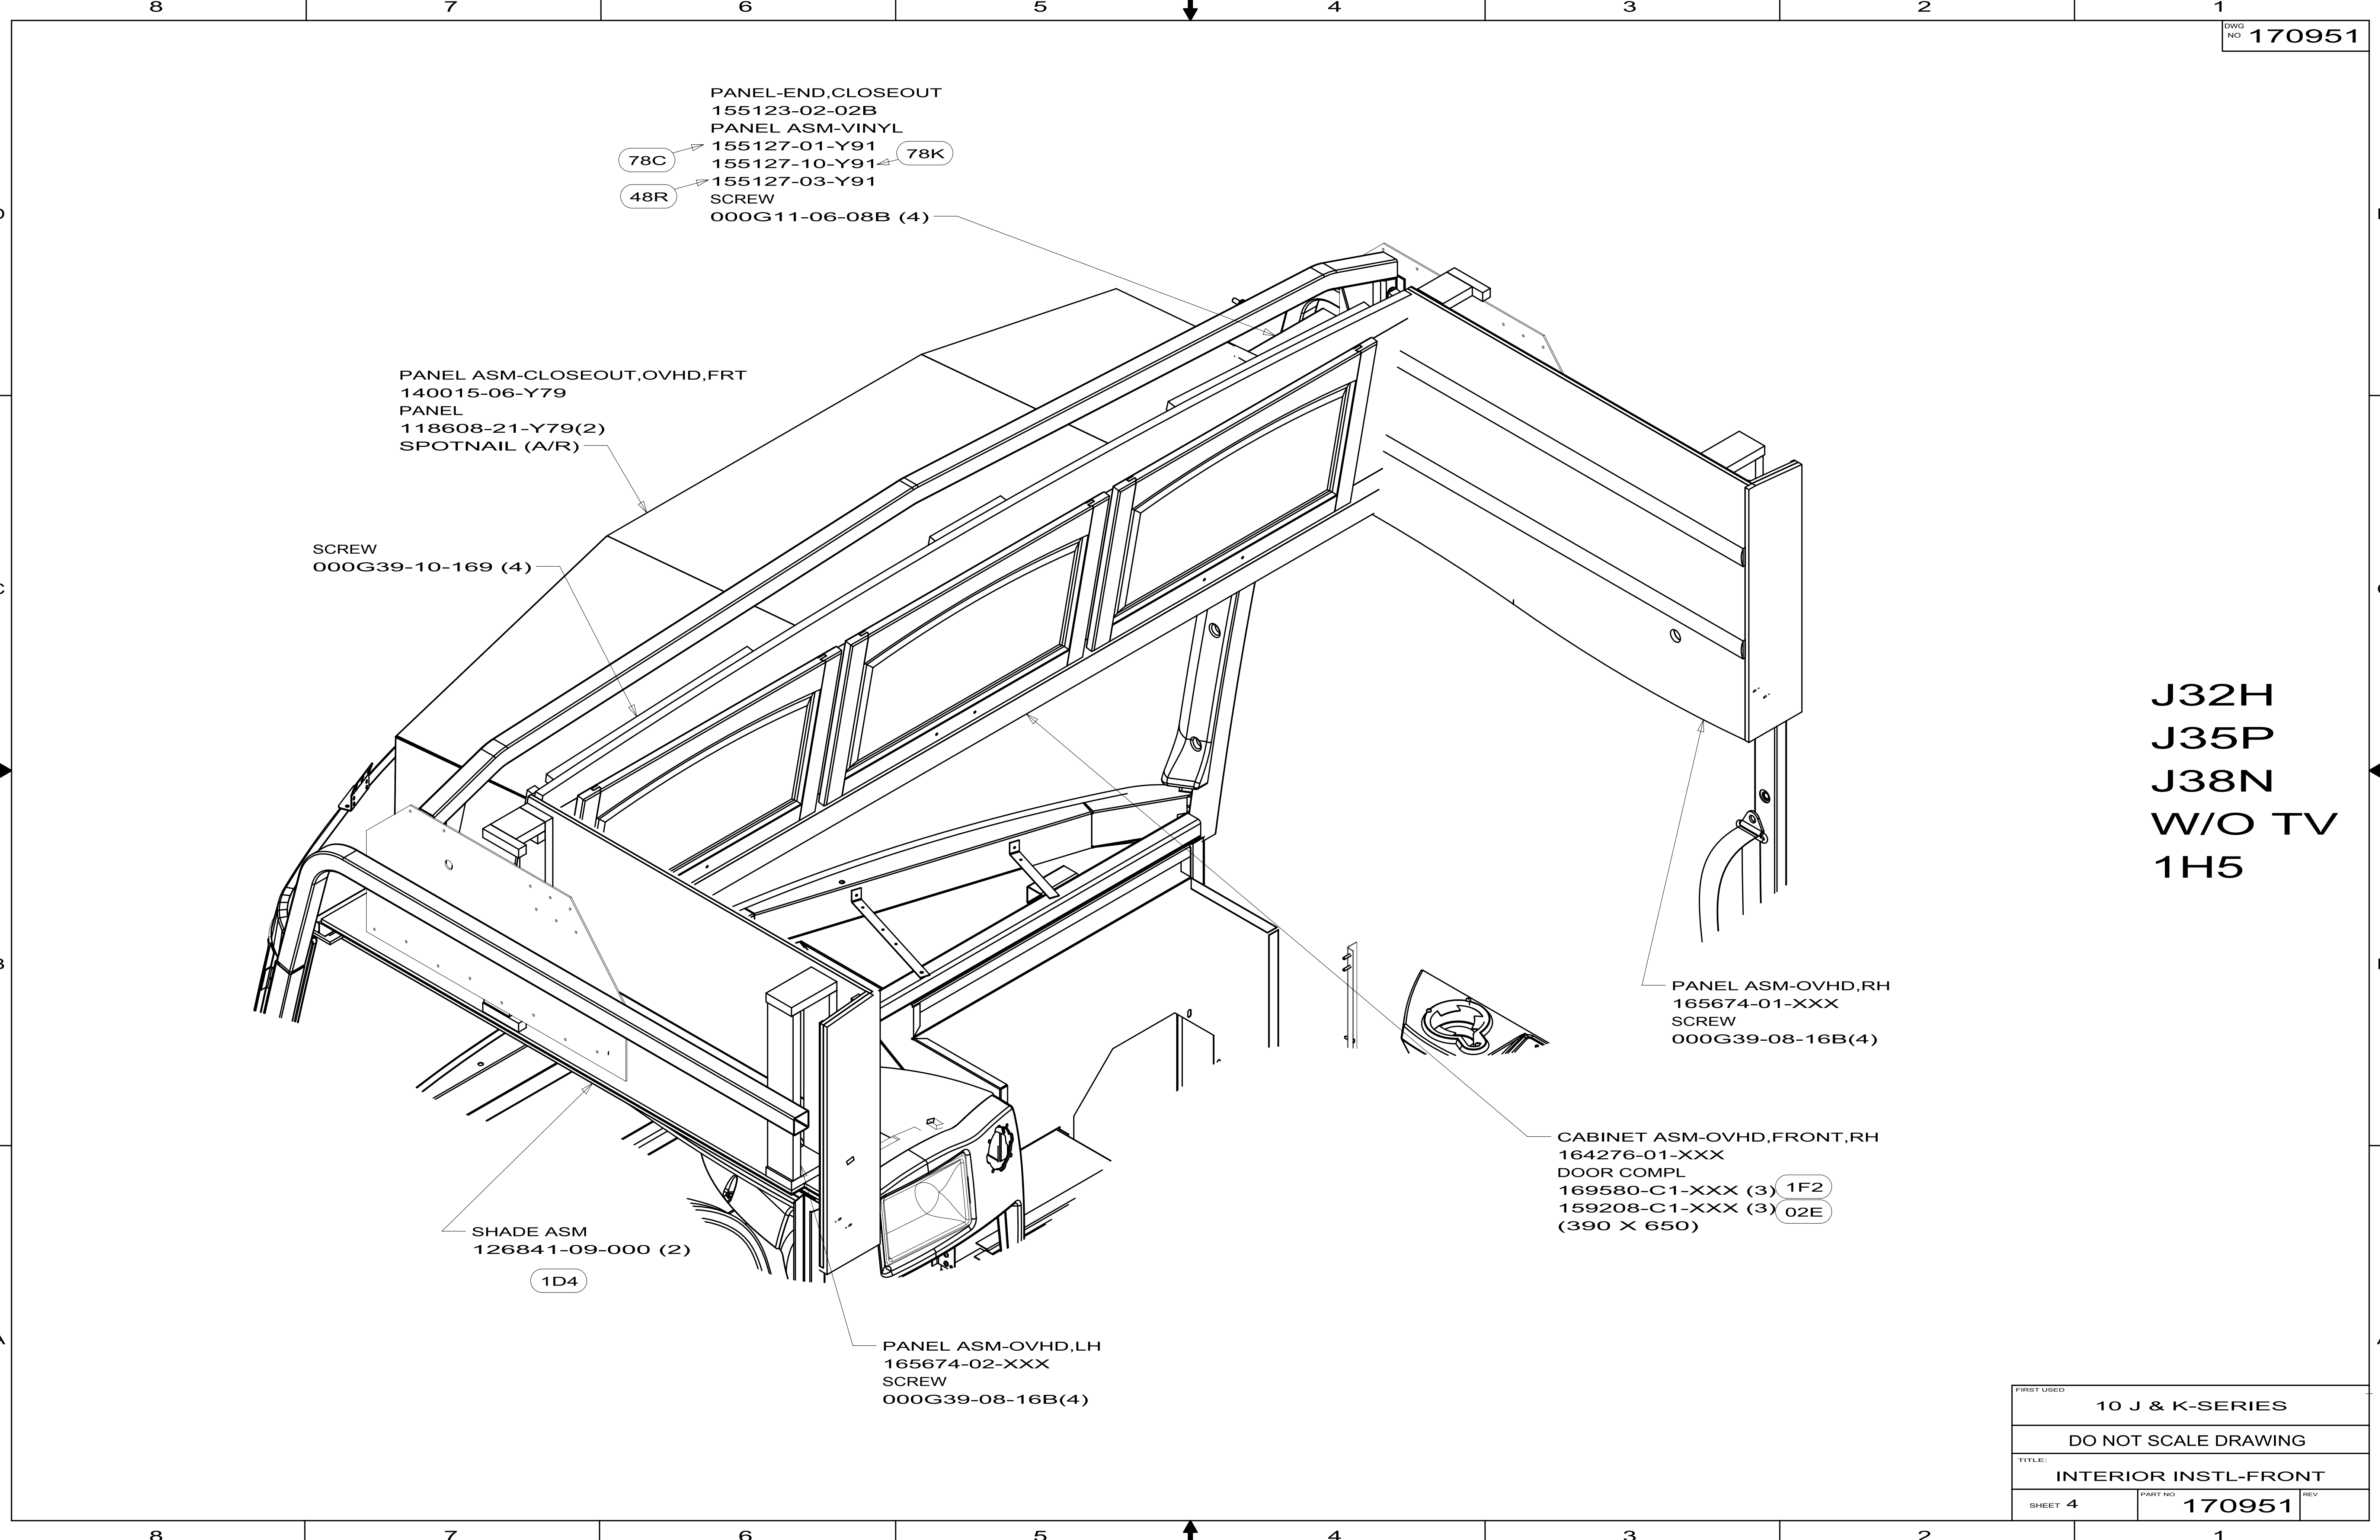 8 7 6 5 4 3 2 1
DWG NO 170951
PANEL-END,CLOSEOUT
155123-02-02B
PANEL ASM-VINYL
78C 155127-01-Y91
155127-10-Y91 78K
48R 155127-03-Y91
SCREW
000G11-06-08B (4)
PANEL ASM-CLOSEOUT,OVHD,FRT
140015-06-Y79
PANEL
118608-21-Y79(2)
SPOTNAIL (A/R)
SCREW
000G39-10-169 (4)
J32H
J35P
J38N
W/O TV
1H5
PANEL ASM-OVHD,RH
165674-01-XXX
SCREW
000G39-08-16B(4)
CABINET ASM-OVHD,FRONT,RH
164276-01-XXX
DOOR COMPL
169580-C1-XXX (3) 1F2
159208-C1-XXX (3) 02E
(390 X 650)
SHADE ASM
126841-09-000 (2)
1D4
PANEL ASM-OVHD,LH
165674-02-XXX
SCREW
000G39-08-16B(4)
FIRST USED
10 J & K-SERIES
DO NOT SCALE DRAWING
TITLE:
INTERIOR INSTL-FRONT
SHEET 4 PART NO 170951 REV
8 7 6 5 4 3 2 1